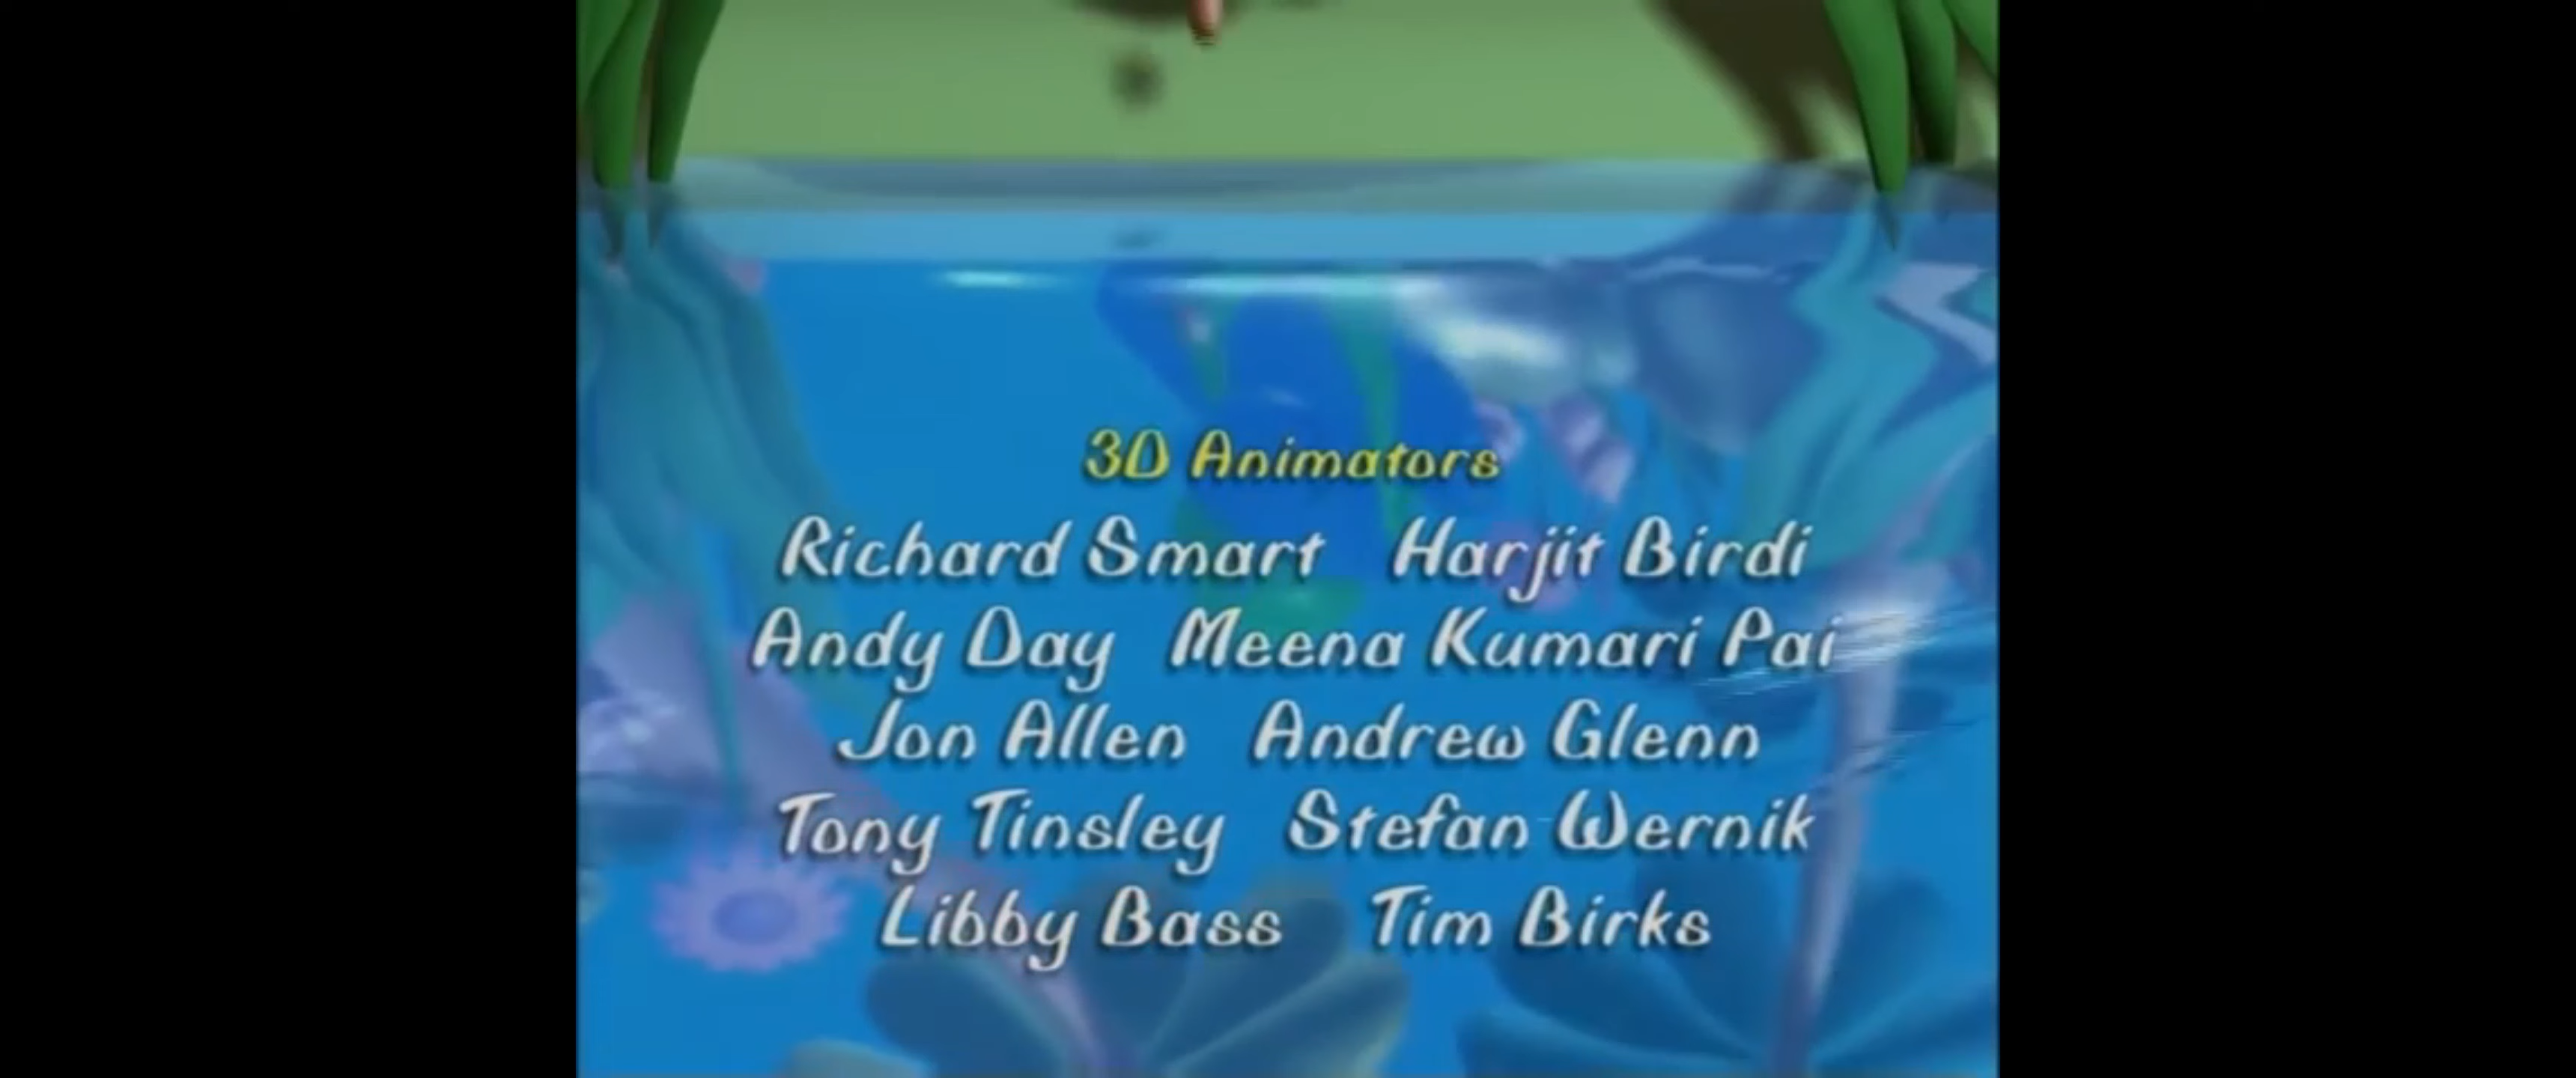 3D Animators
Richard Smart Harjit Birdi
Andy Day Meena Kumari Pai
Jon Allen Andrew Glenn
Tony Tinsley Stefan Wernik
Libby Bass Tim Birks